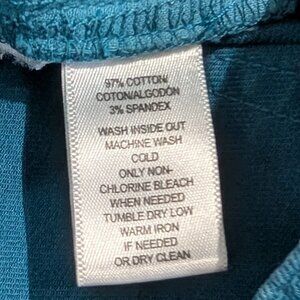 97% COTTON/
COTON/ALGODÓN
3% SPANDEX
WASH INSIDE OUT
MACHINE WASH
COLD
ONLY NON-
CHLORINE BLEACH
WHEN NEEDED
TUMBLE DRY LOW
WARM IRON
IF NEEDED
OR DRY CLEAN